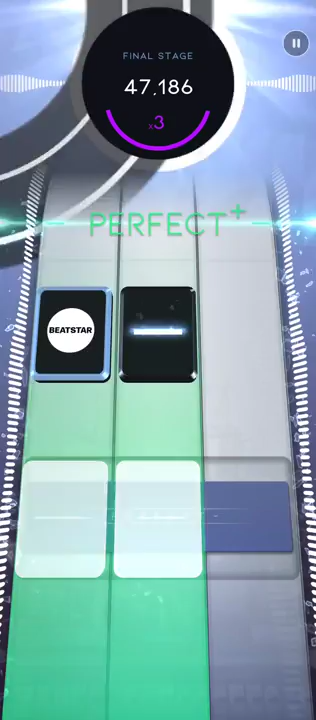 FINAL STAGE
47,186
x3
PERFECT+
BEATSTAR